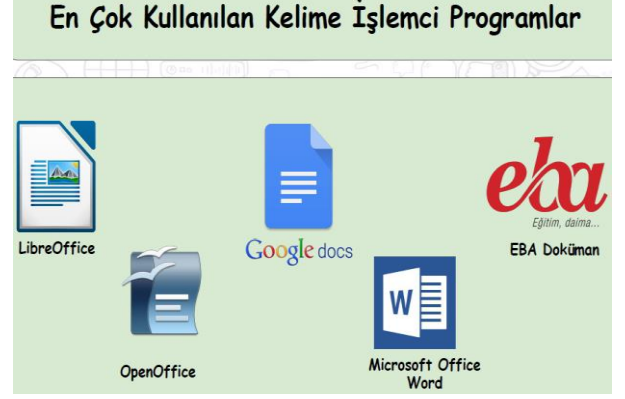 En Çok Kullanılan Kelime İşlemci Programlar
LibreOffice
Google docs
eba
Eğitim, daima...
EBA Doküman
OpenOffice
W
Microsoft Office
Word